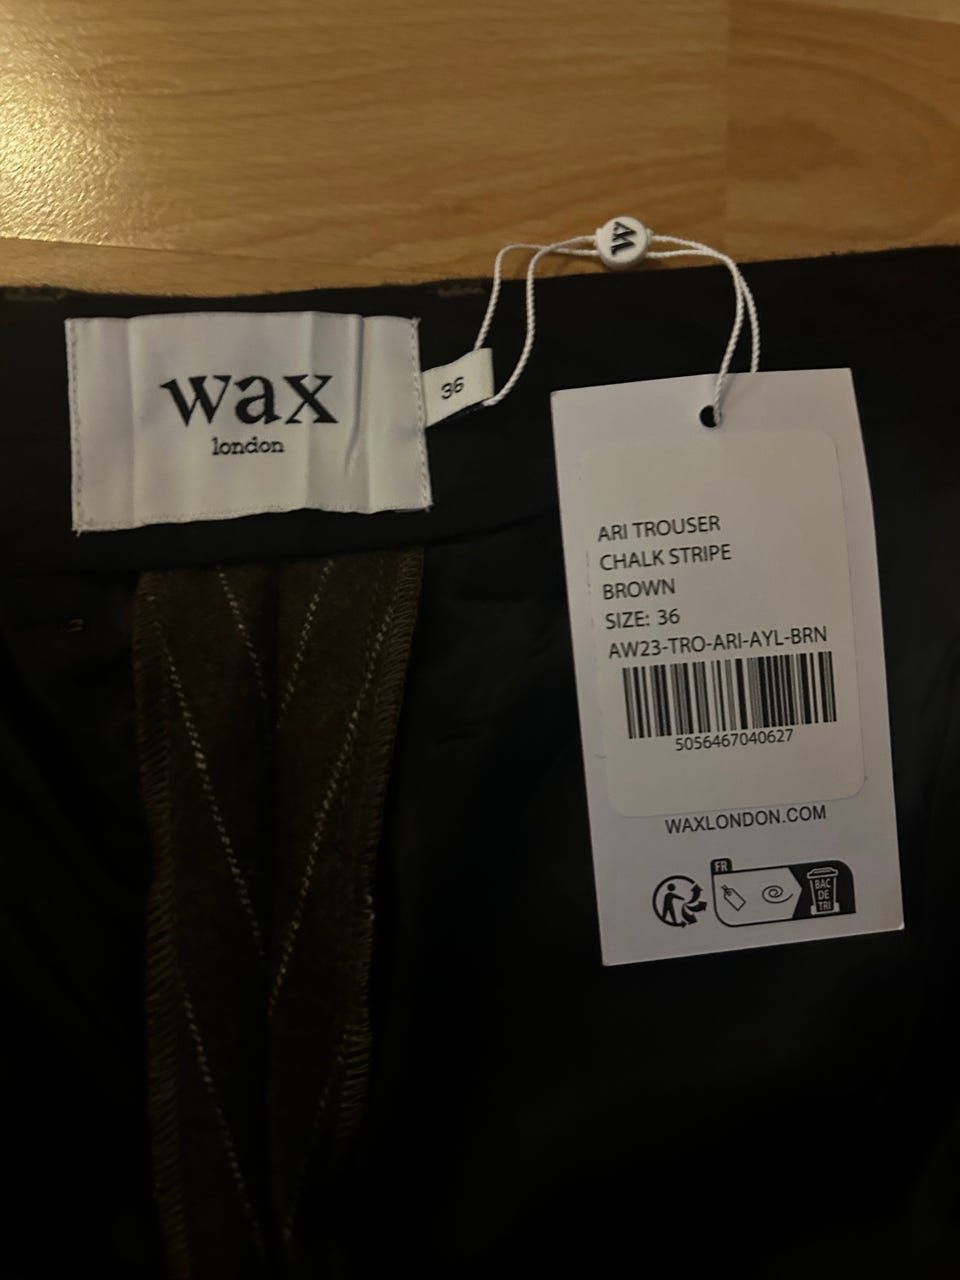 wax
london
36
W
ARI TROUSER
CHALK STRIPE
BROWN
SIZE: 36
AW23-TRO-ARI-AYL-BRN
5056467040627
WAXLONDON.COM
FR
BAC
DE
TRI